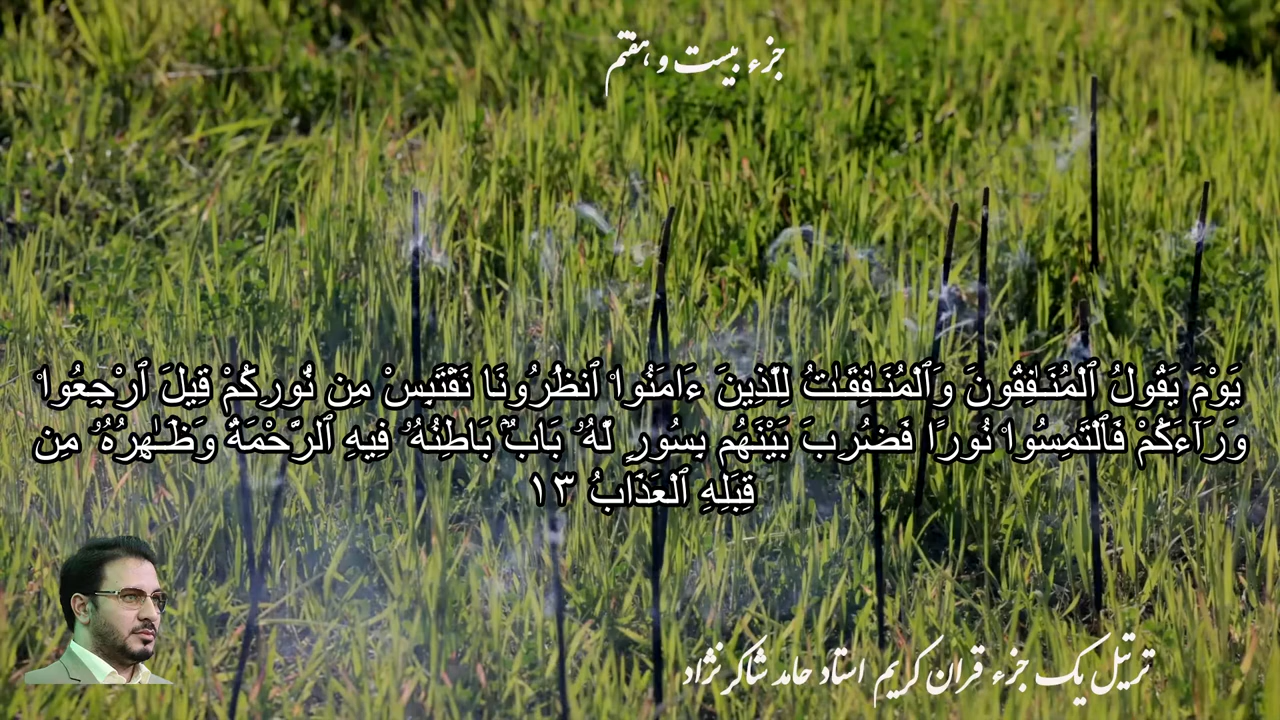 جزء بیست و هفتم
يَوْمَ يَقُولُ ٱلْمُنَـٰفِقُونَ وَٱلْمُنَـٰفِقَـٰتُ لِلَّذِينَ ءَامَنُوا۟ ٱنظُرُونَا نَقْتَبِسْ مِن نُّورِكُمْ قِيلَ ٱرْجِعُوا۟
وَرَآءَكُمْ فَٱلْتَمِسُوا۟ نُورًا فَضُرِبَ بَيْنَهُم بِسُورٍ لَّهُۥ بَابٌۢ بَاطِنُهُۥ فِيهِ ٱلرَّحْمَةُ وَظَـٰهِرُهُۥ مِن
قِبَلِهِ ٱلْعَذَابُ ١٣
ترتیل یک جزء قران کریم استاد حامد شاکرنژاد